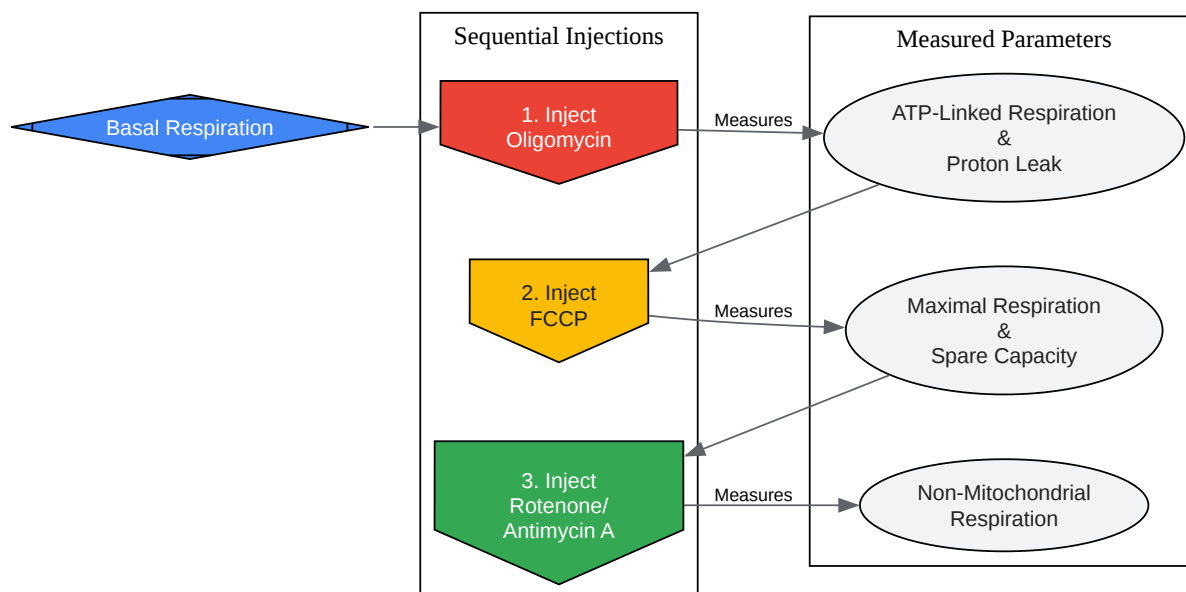 Sequential Injections
Measured Parameters
Basal Respiration
1. Inject
Oligomycin
Measures
ATP-Linked Respiration
&
Proton Leak
2. Inject
FCCP
Measures
Maximal Respiration
&
Spare Capacity
3. Inject
Rotenone/
Antimycin A
Measures
Non-Mitochondrial
Respiration